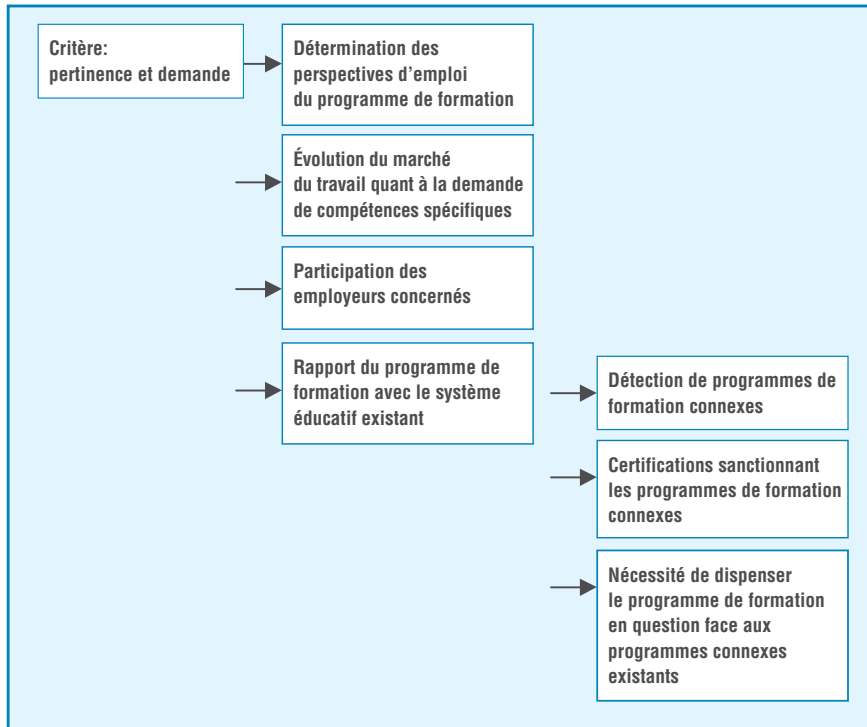 Critère:
pertinence et demande
Détermination des
perspectives d'emploi
du programme de formation
Évolution du marché
du travail quant à la demande
de compétences spécifiques
Participation des
employeurs concernés
Rapport du programme de
formation avec le système
éducatif existant
Détection de programmes de
formation connexes
Certifications sanctionnant
les programmes de formation
connexes
Nécessité de dispenser
le programme de formation
en question face aux
programmes connexes
existants